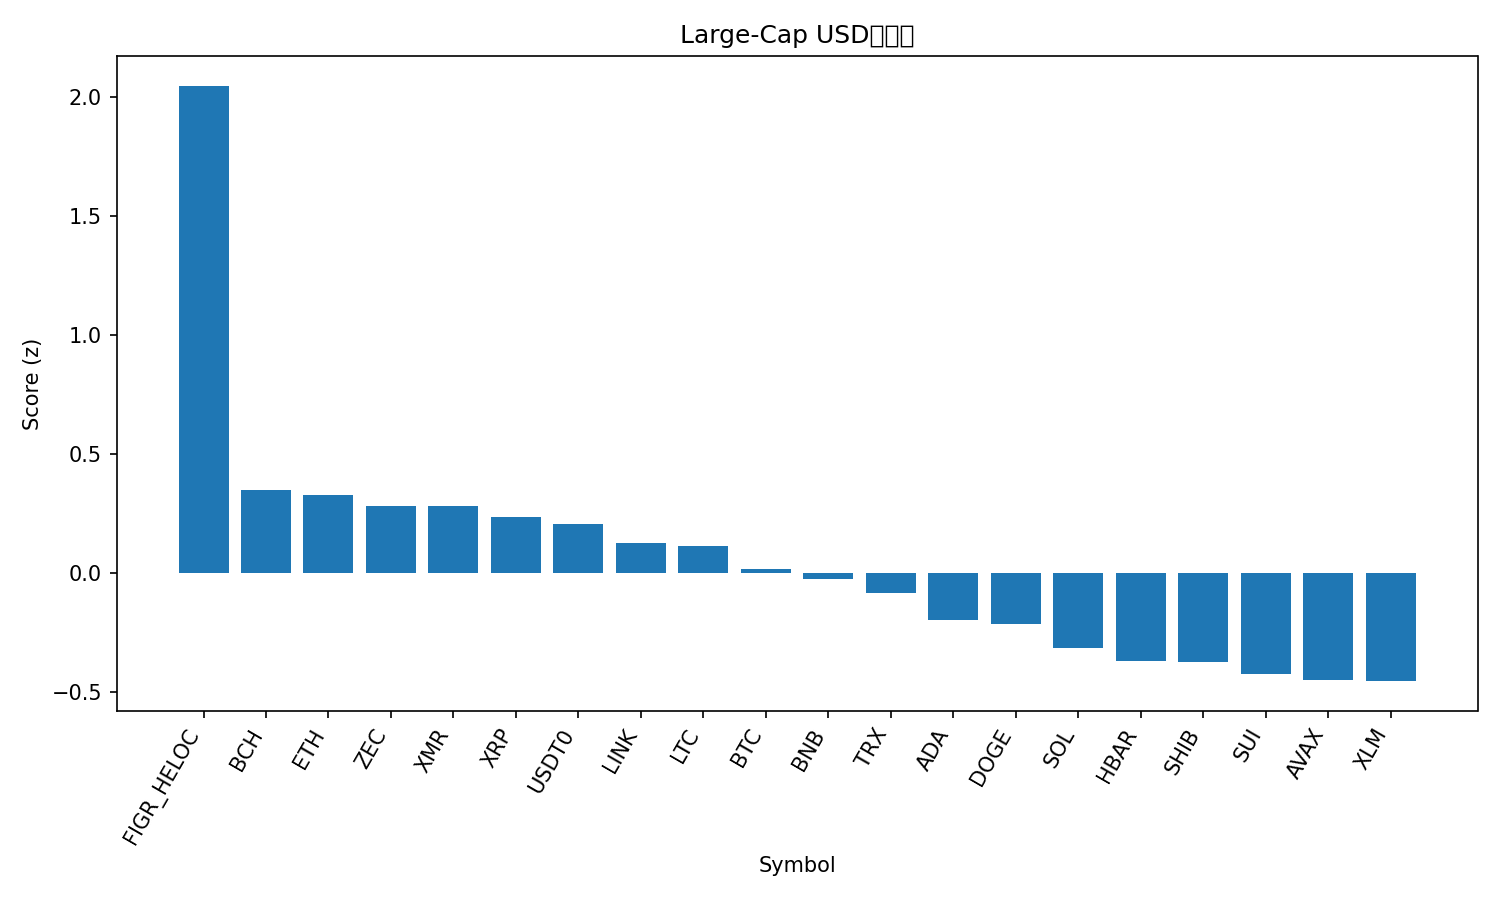 Large-Cap USD
Score (z)
2.0
1.5
1.0
0.5
0.0
−0.5
FIGR_HELOC
BCH
ETH
ZEC
XMR
XRP
USDT0
LINK
LTC
BTC
BNB
TRX
ADA
DOGE
SOL
HBAR
SHIB
SUI
AVAX
XLM
Symbol